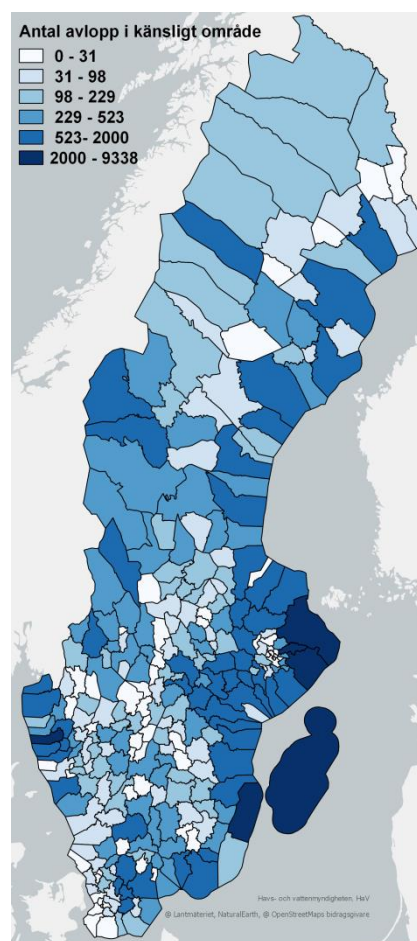 Antal avlopp i känsligt område
0 - 31
31 - 98
98 - 229
229 - 523
523- 2000
2000 - 9338
Havs- och vattenmyndigheten, HaV
@ Lantmäteriet, NaturalEarth, @ OpenStreetMaps bidragsgivare